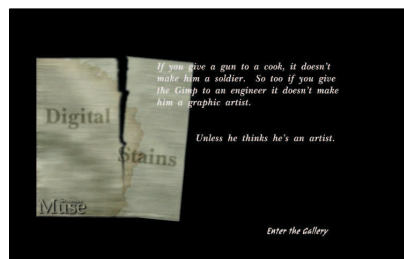 If you give a gun to a cook, it doesn't
make him a soldier.  So too if you give
the Gimp to an engineer it doesn't make
him a graphic artist.
Unless he thinks he's an artist.
Digital
Stains
Muse
Enter the Gallery